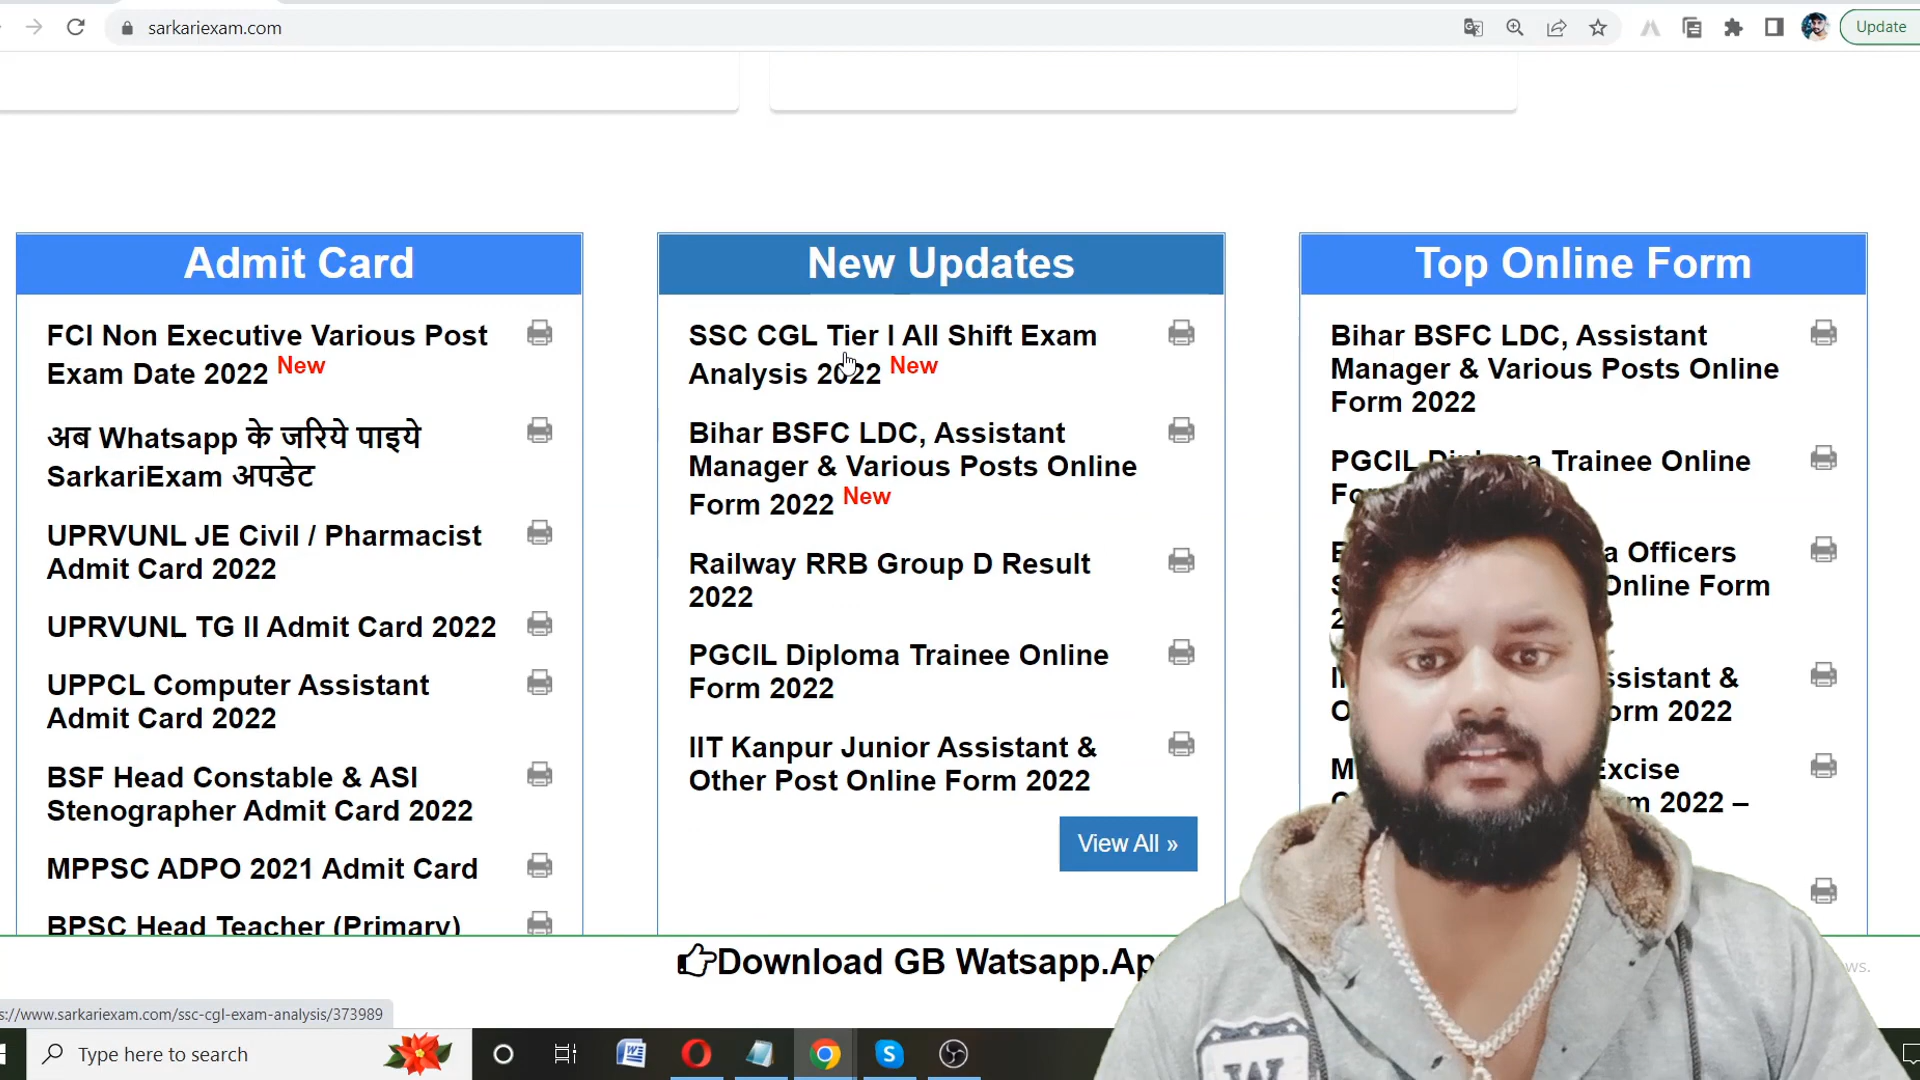 sarkariexam.com
Update
Admit Card
FCI Non Executive Various Post
Exam Date 2022 New
अब Whatsapp के जरिये पाइये
SarkariExam अपडेट
UPRVUNL JE Civil / Pharmacist
Admit Card 2022
UPRVUNL TG II Admit Card 2022
UPPCL Computer Assistant
Admit Card 2022
BSF Head Constable & ASI
Stenographer Admit Card 2022
MPPSC ADPO 2021 Admit Card
BPSC Head Teacher (Primary)
New Updates
SSC CGL Tier I All Shift Exam
Analysis 2022 New
Bihar BSFC LDC, Assistant
Manager & Various Posts Online
Form 2022 New
Railway RRB Group D Result
2022
PGCIL Diploma Trainee Online
Form 2022
IIT Kanpur Junior Assistant &
Other Post Online Form 2022
View All »
Top Online Form
Bihar BSFC LDC, Assistant
Manager & Various Posts Online
Form 2022
PGCIL Diploma Trainee Online
Officers
Online Form
&
2022
2022 –
Download GB Watsapp.Ap
s://www.sarkariexam.com/ssc-cgl-exam-analysis/373989
Type here to search
W